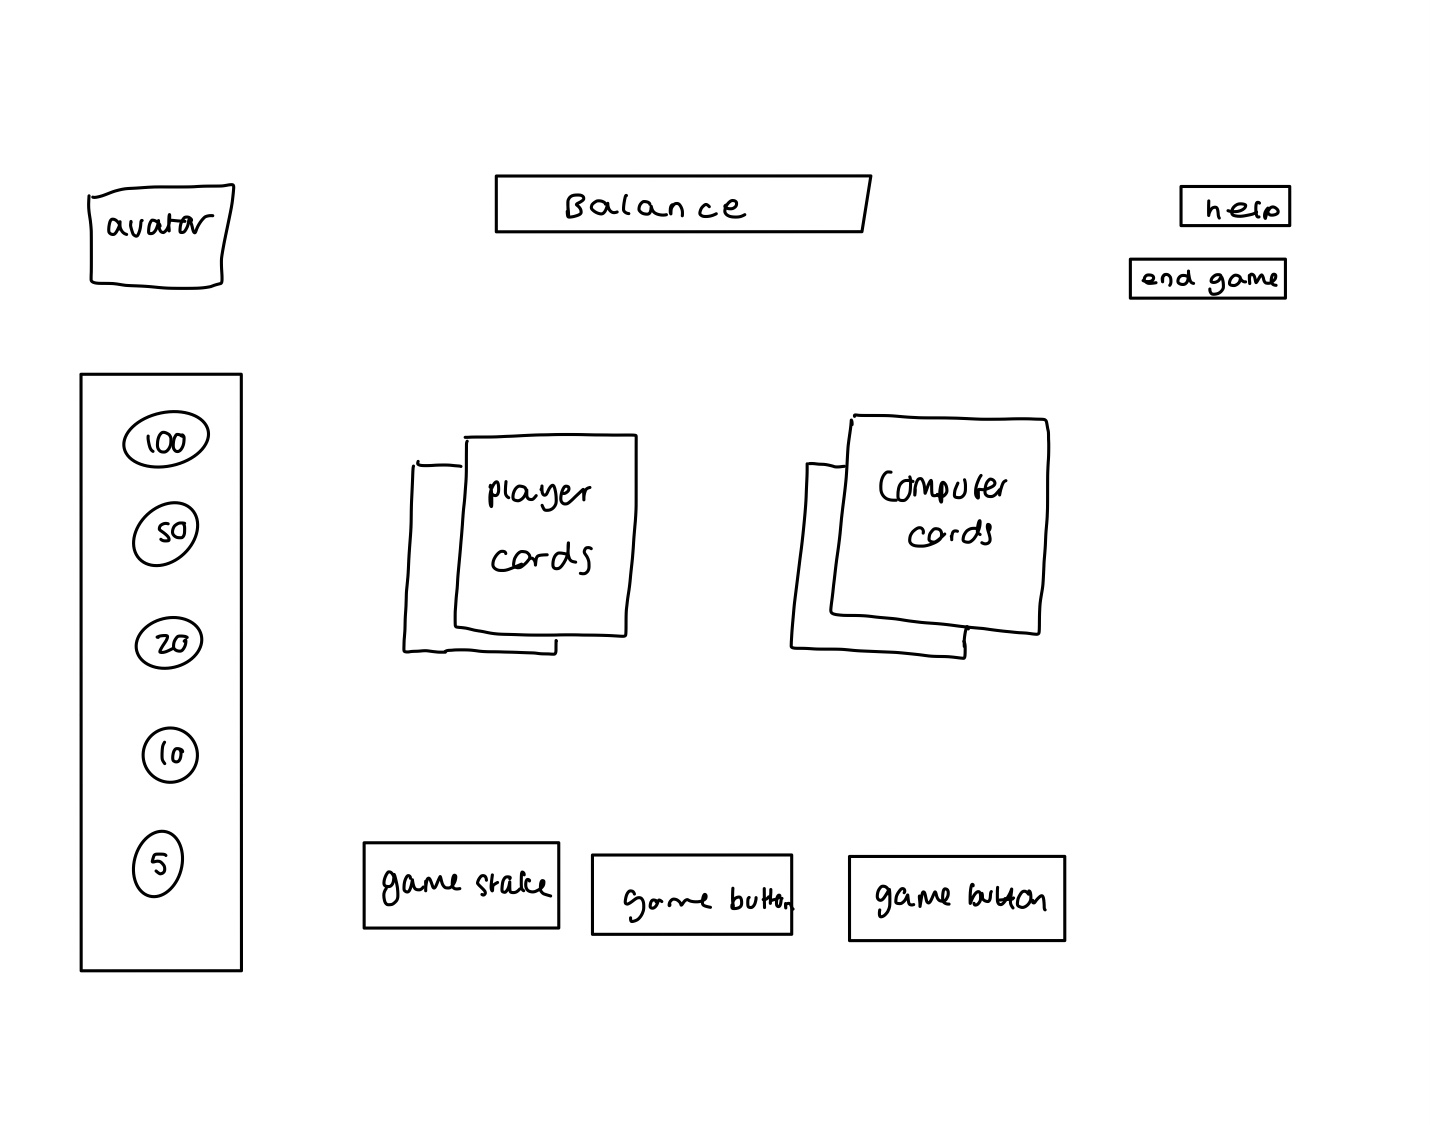 avatar
Balance
help
end game
100
50
20
10
5
player
cards
Computer
cards
game stake
game button
game button